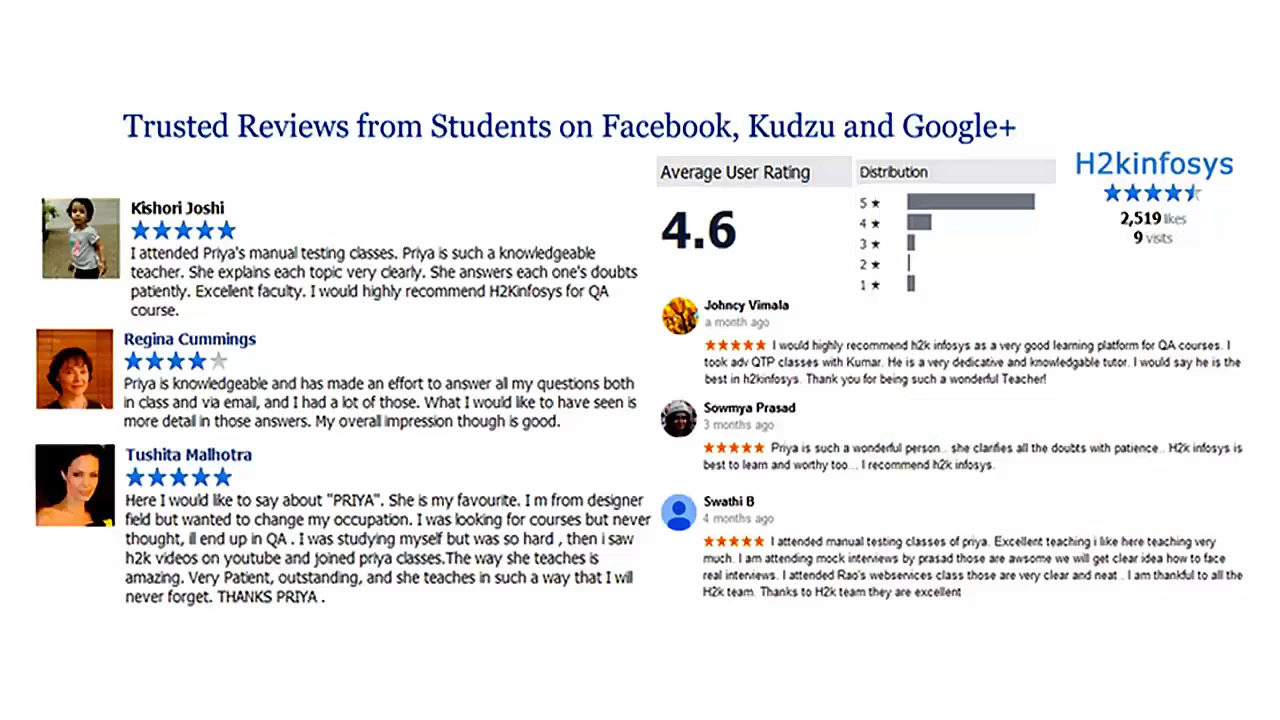 Trusted Reviews from Students on Facebook, Kudzu and Google+
Kishori Joshi
I attended Priya's manual testing classes. Priya is such a knowledgeable
teacher. She explains each topic very clearly. She answers each one's doubts
patiently. Excellent faculty. I would highly recommend H2Kinfosys for QA
course.
Regina Cummings
Priya is knowledgeable and has made an effort to answer all my questions both
in class and via email, and I had a lot of those. What I would like to have seen is
more detail in those answers. My overall impression though is good.
Tushita Malhotra
Here I would like to say about "PRIYA". She is my favourite. I m from designer
field but wanted to change my occupation. I was looking for courses but never
thought, ill end up in QA . I was studying myself but was so hard , then i saw
h2k videos on youtube and joined priya classes.The way she teaches is
amazing. Very Patient, outstanding, and she teaches in such a way that I will
never forget. THANKS PRIYA .
Average User Rating
4.6
Distribution
5 ★
4 ★
3 ★
2 ★
1 ★
H2kinfosys
2,519 likes
9 visits
Johncy Vimala
a month ago
I would highly recommend h2k infosys as a very good learning platform for QA courses. I
took adv QTP classes with Kumar. He is a very dedicative and knowledgable tutor. I would say he is the
best in h2kinfosys. Thank you for being such a wonderful Teacher!
Sowmya Prasad
3 months ago
Priya is such a wonderful person.. she clarifies all the doubts with patience.. H2k infosys is
best to learn and worthy too... I recommend h2k infosys.
Swathi B
4 months ago
I attended manual testing classes of priya. Excellent teaching i like here teaching very
much. I am attending mock interviews by prasad those are awsome we will get clear idea how to face
real interviews. I attended Rao's webservices class those are very clear and neat . I am thankful to all the
H2k team. Thanks to H2k team they are excellent